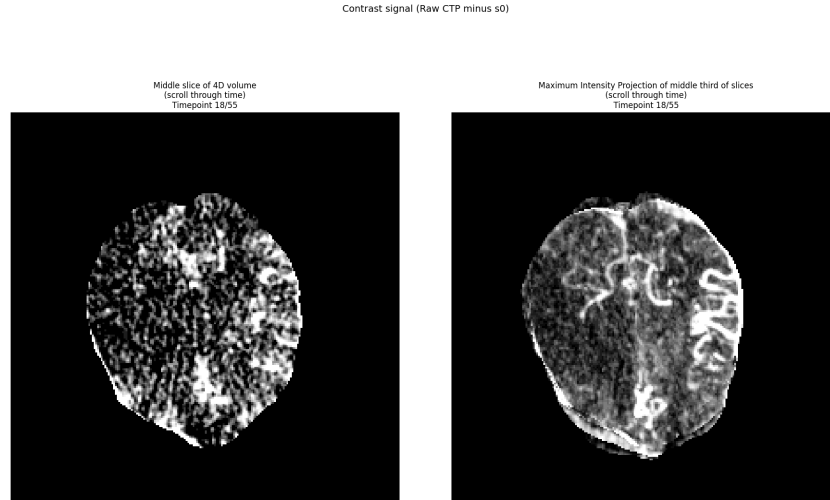 Contrast signal (Raw CTP minus s0)
Middle slice of 4D volume
(scroll through time)
Timepoint 18/55
Maximum Intensity Projection of middle third of slices
(scroll through time)
Timepoint 18/55